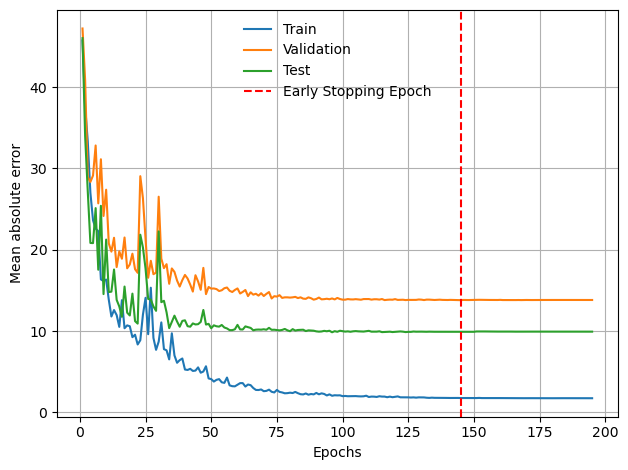 Train
Validation
Test
Early Stopping Epoch
Mean absolute error
40
30
20
10
0
0 25 50 75 100 125 150 175 200
Epochs